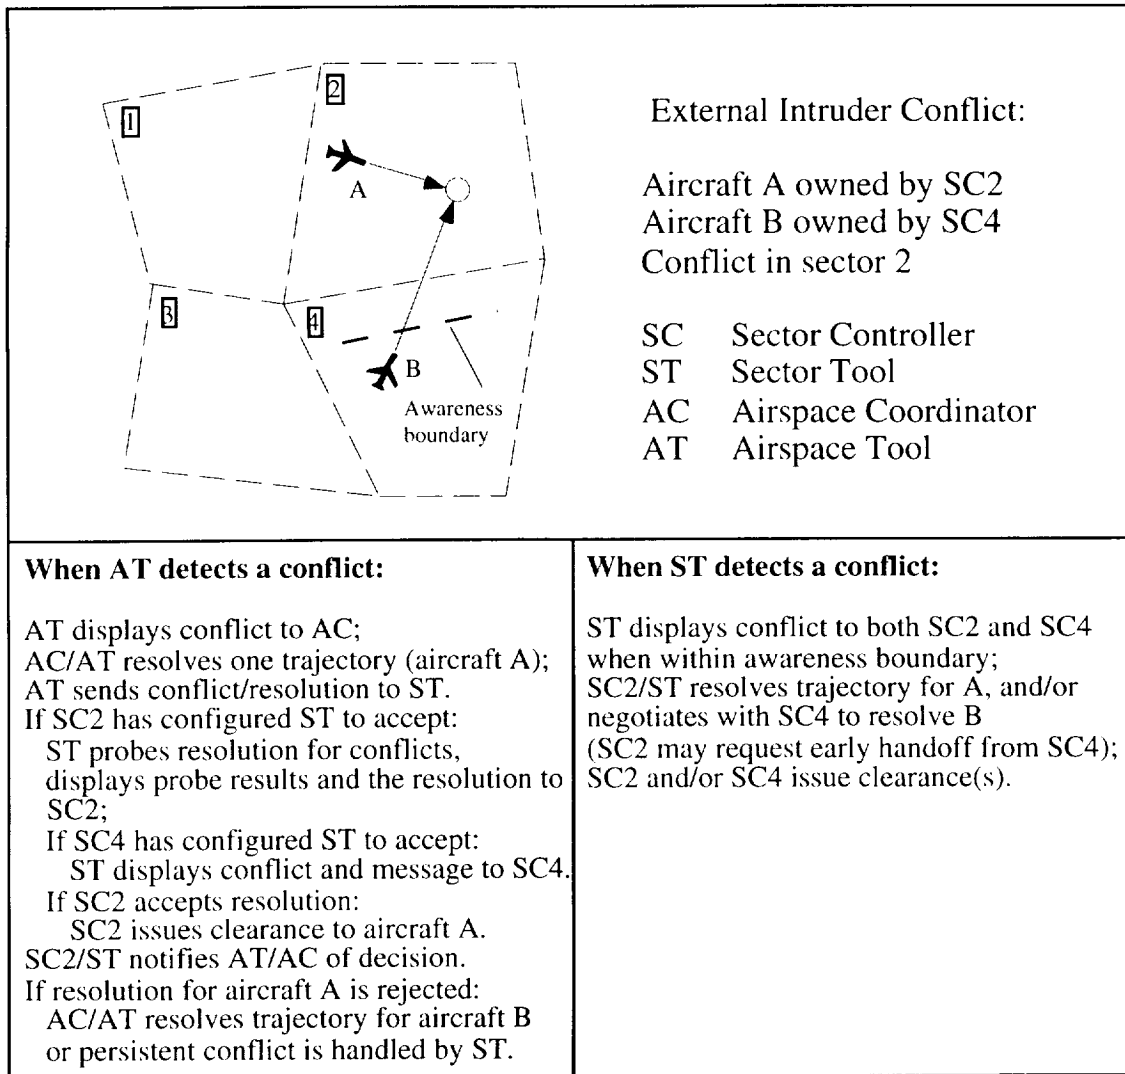 1
2
A
B
3
4
Awareness
boundary
External Intruder Conflict:
Aircraft A owned by SC2
Aircraft B owned by SC4
Conflict in sector 2
SC Sector Controller
ST Sector Tool
AC Airspace Coordinator
AT Airspace Tool
When AT detects a conflict:
AT displays conflict to AC;
AC/AT resolves one trajectory (aircraft A);
AT sends conflict/resolution to ST.
If SC2 has configured ST to accept:
ST probes resolution for conflicts,
displays probe results and the resolution to
SC2;
If SC4 has configured ST to accept:
ST displays conflict and message to SC4.
If SC2 accepts resolution:
SC2 issues clearance to aircraft A.
SC2/ST notifies AT/AC of decision.
If resolution for aircraft A is rejected:
AC/AT resolves trajectory for aircraft B
or persistent conflict is handled by ST.
When ST detects a conflict:
ST displays conflict to both SC2 and SC4
when within awareness boundary;
SC2/ST resolves trajectory for A, and/or
negotiates with SC4 to resolve B
(SC2 may request early handoff from SC4);
SC2 and/or SC4 issue clearance(s).